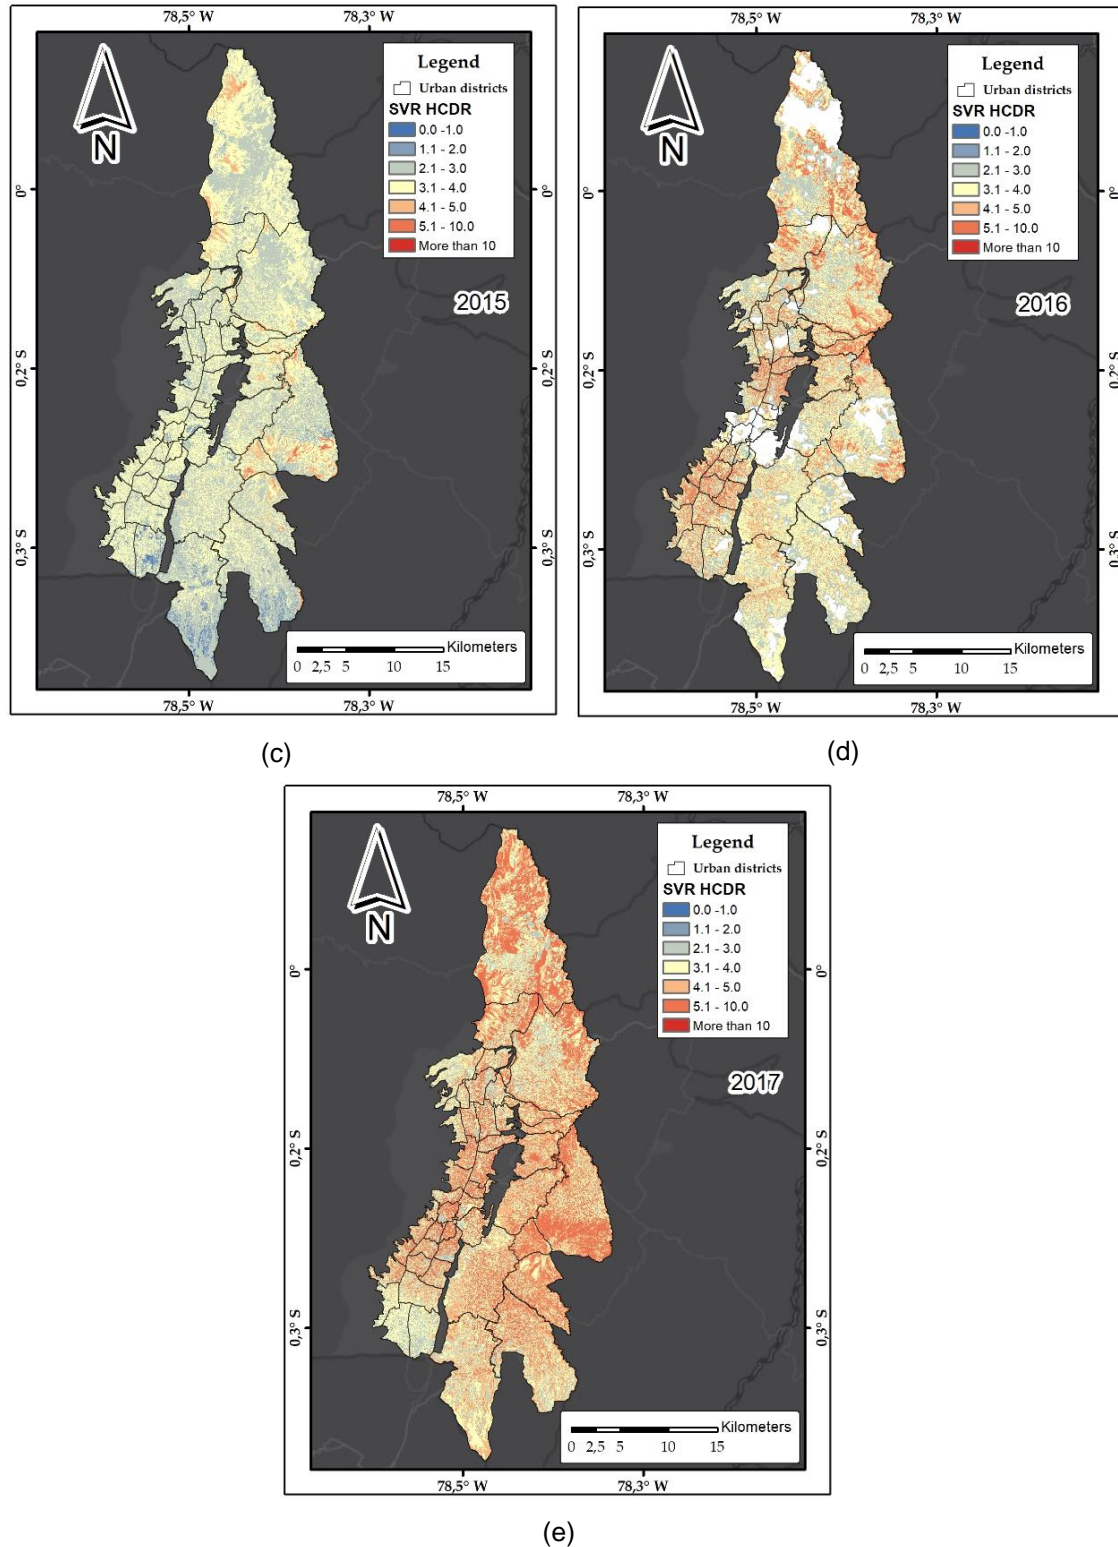 78,5° W 78,3° W
Legend
Urban districts
SVR HCDR
0.0 -1.0
1.1 - 2.0
2.1 - 3.0
3.1 - 4.0
4.1 - 5.0
5.1 - 10.0
More than 10
N
0° 0°
2015
0,2° S 0,2° S
0,3° S 0,3° S
Kilometers
0 2,5 5 10 15
78,5° W 78,3° W
(c)
78,5° W 78,3° W
Legend
Urban districts
SVR HCDR
0.0 -1.0
1.1 - 2.0
2.1 - 3.0
3.1 - 4.0
4.1 - 5.0
5.1 - 10.0
More than 10
N
0° 0°
2016
0,2° S 0,2° S
0,3° S 0,3° S
Kilometers
0 2,5 5 10 15
78,5° W 78,3° W
(d)
78,5° W 78,3° W
Legend
Urban districts
SVR HCDR
0.0 -1.0
1.1 - 2.0
2.1 - 3.0
3.1 - 4.0
4.1 - 5.0
5.1 - 10.0
More than 10
N
0° 0°
2017
0,2° S 0,2° S
0,3° S 0,3° S
Kilometers
0 2,5 5 10 15
78,5° W 78,3° W
(e)